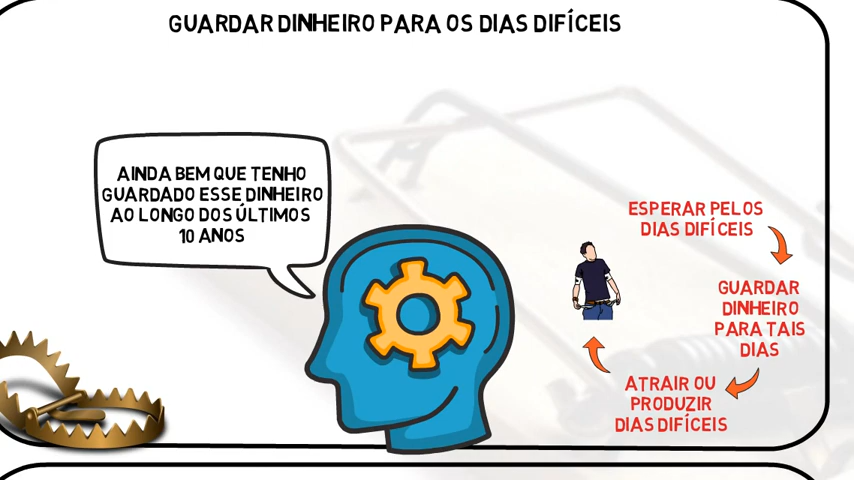 GUARDAR DINHEIRO PARA OS DIAS DIFÍCEIS
AINDA BEM QUE TENHO
GUARDADO ESSE DINHEIRO
AO LONGO DOS ÚLTIMOS
10 ANOS
ESPERAR PELOS
DIAS DIFÍCEIS
GUARDAR
DINHEIRO
PARA TAIS
DIAS
ATRAIR OU
PRODUZIR
DIAS DIFÍCEIS